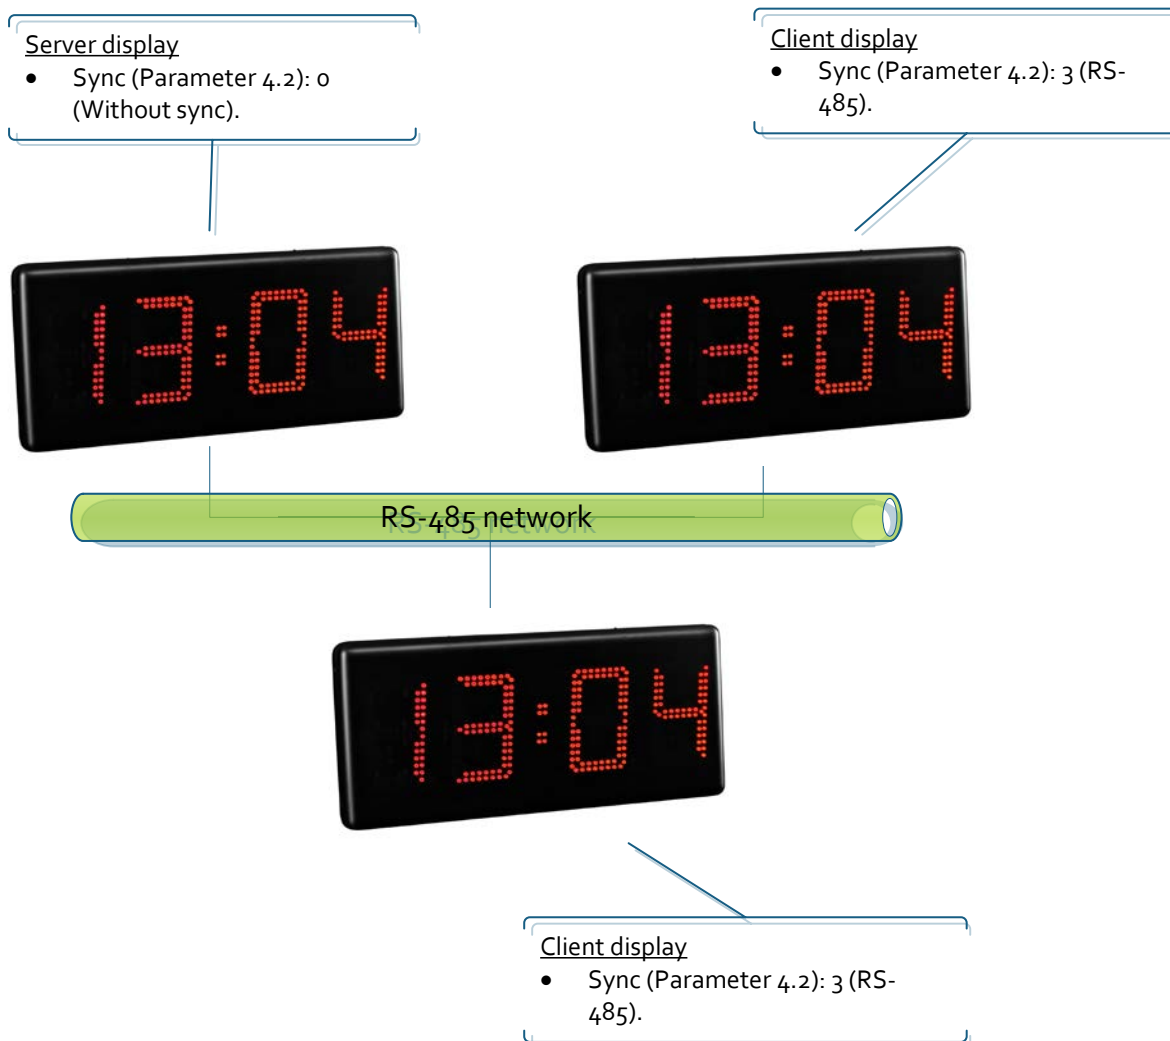 Server display
• Sync (Parameter 4.2): 0
(Without sync).
Client display
• Sync (Parameter 4.2): 3 (RS-
485).
13:04
13:04
RS-485 network
13:04
Client display
• Sync (Parameter 4.2): 3 (RS-
485).